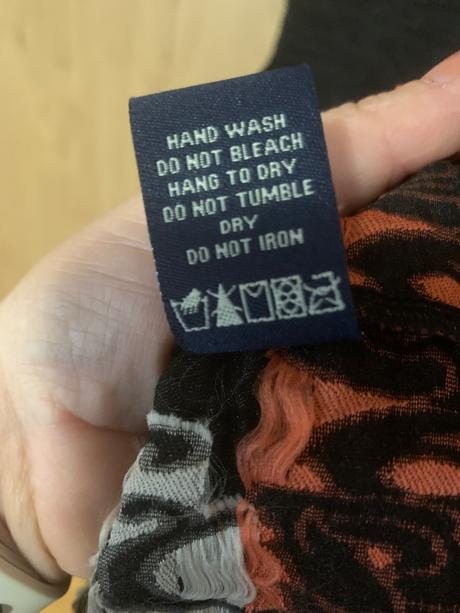 HAND WASH
DO NOT BLEACH
HANG TO DRY
DO NOT TUMBLE
DRY
DO NOT IRON